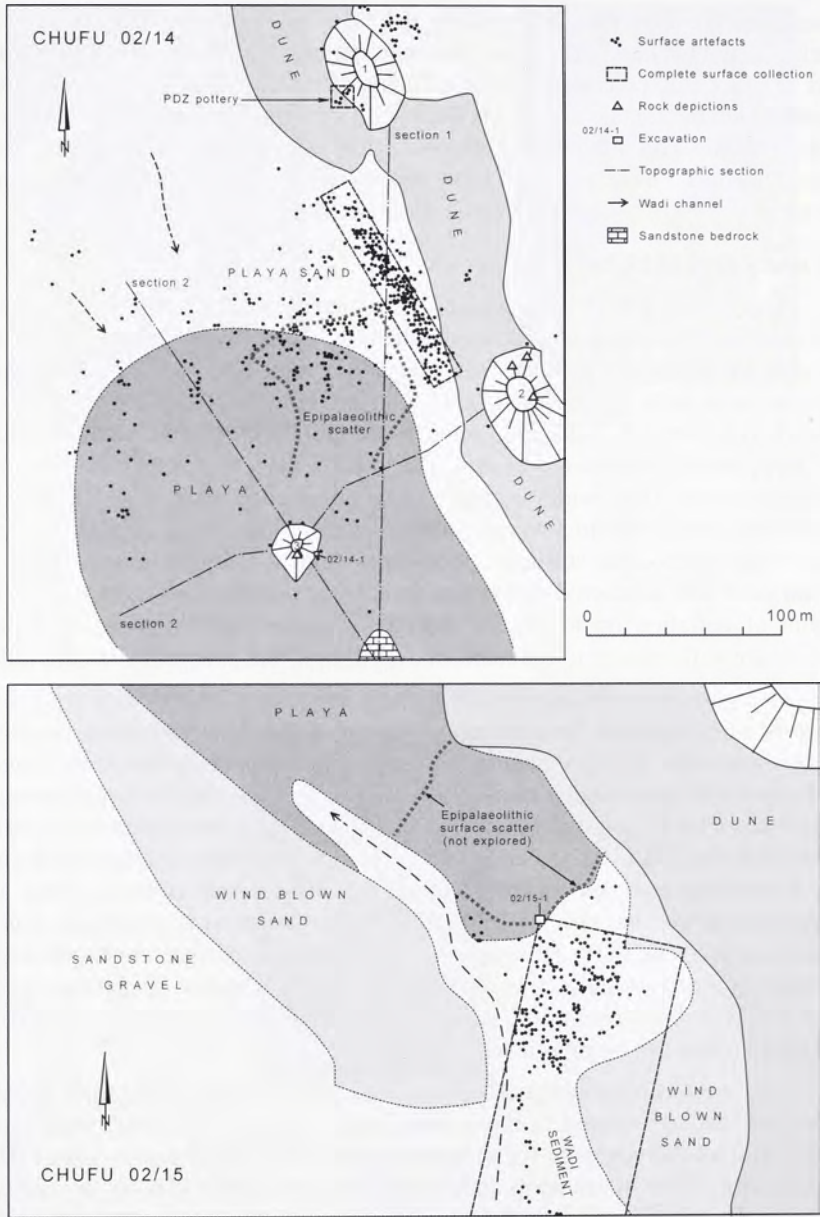 CHUFU 02/14
N
DUNE
1
PDZ pottery
section 1
DUNE
PLAYA SAND
section 2
2
Epipalaeolithic
scatter
PLAYA
DUNE
3
02/14-1
section 2
Surface artefacts
Complete surface collection
Rock depictions
02/14-1
Excavation
Topographic section
Wadi channel
Sandstone bedrock
0 100 m
PLAYA
Epipalaeolithic
surface scatter
(not explored)
DUNE
02/15-1
WIND BLOWN
SAND
SANDSTONE
GRAVEL
N
WIND
BLOWN
SAND
WADI
SEDIMENT
CHUFU 02/15